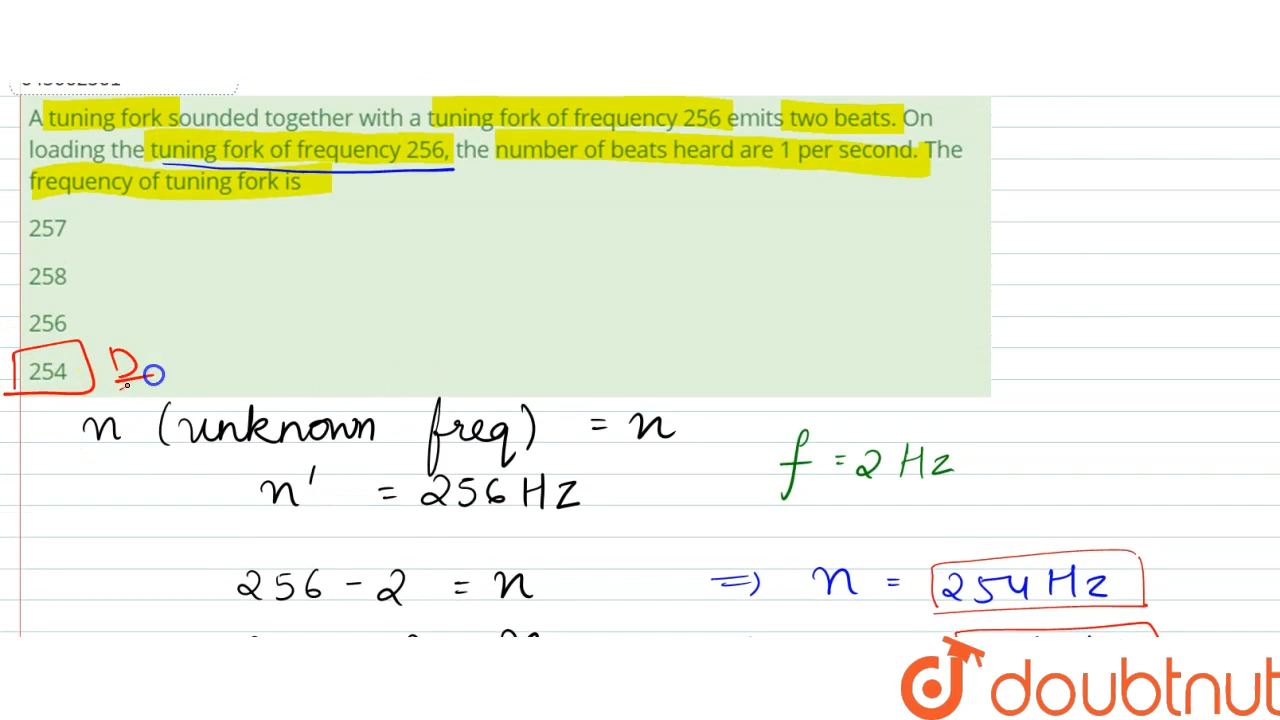 A tuning fork sounded together with a tuning fork of frequency 256 emits two beats. On
loading the tuning fork of frequency 256, the number of beats heard are 1 per second. The
frequency of tuning fork is
257
258
256
254 D
n (unknown freq) = n
f = 2 Hz
n' = 256 HZ
256 - 2 = n => n = 254 Hz
doubtnut